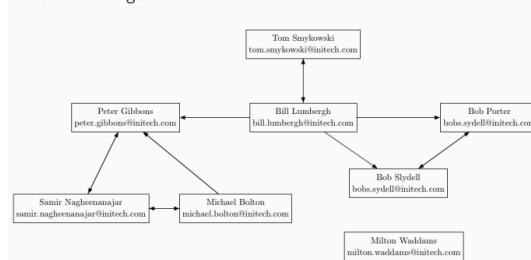 Tom Smykowski
tom.smykowski@initech.com
Peter Gibbons
peter.gibbons@initech.com
Bill Lumbergh
bill.lumbergh@initech.com
Bob Porter
bobs.sydell@initech.com
Bob Slydell
bobs.sydell@initech.com
Samir Nagheenanajar
samir.nagheenanajar@initech.com
Michael Bolton
michael.bolton@initech.com
Milton Waddams
milton.waddams@initech.com